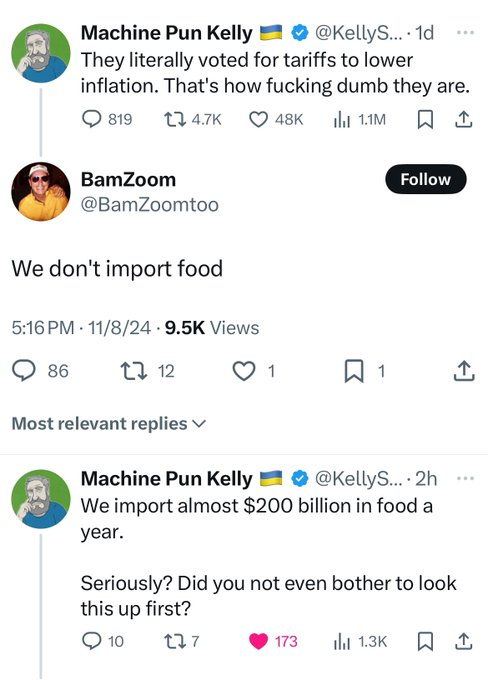 Machine Pun Kelly 🇺🇦 @KellyS... · 1d
They literally voted for tariffs to lower
inflation. That's how fucking dumb they are.
819 4.7K 48K 1.1M
BamZoom
@BamZoomtoo
Follow
We don't import food
5:16 PM · 11/8/24 · 9.5K Views
86 12 1 1
Most relevant replies
Machine Pun Kelly 🇺🇦 @KellyS... · 2h
We import almost $200 billion in food a
year.
Seriously? Did you not even bother to look
this up first?
10 7 173 1.3K